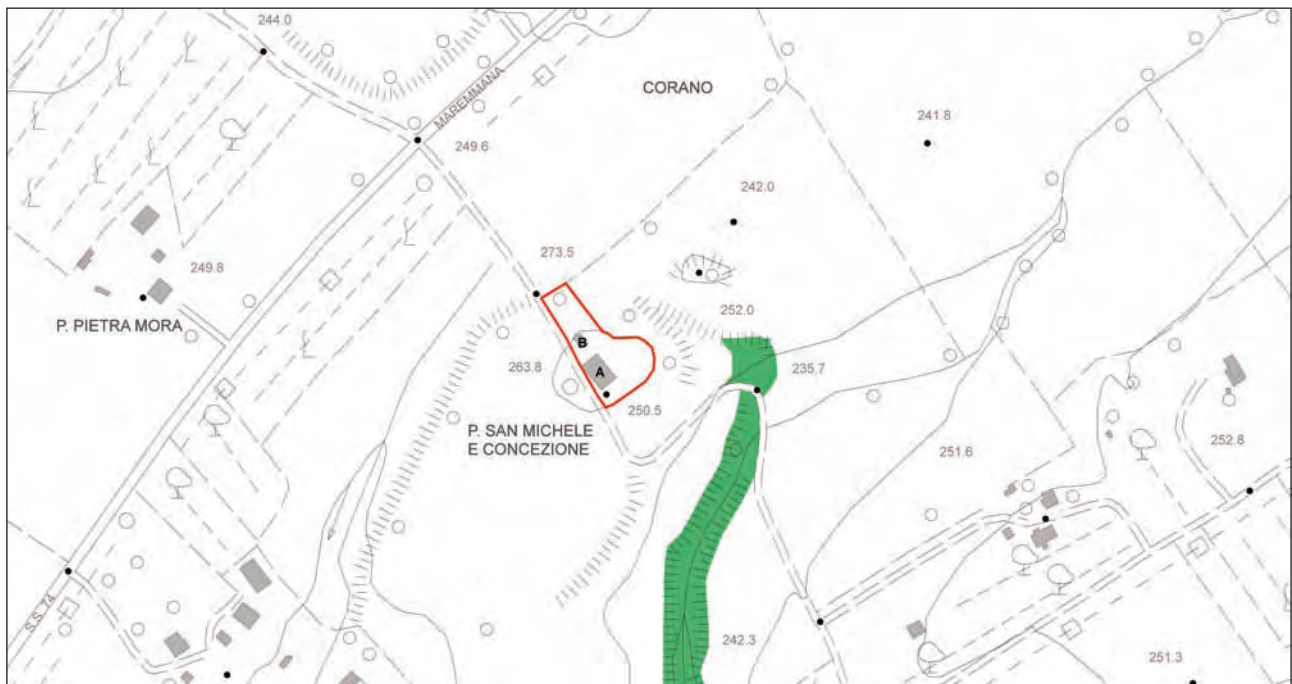 244.0
MAREMMANA
CORANO
249.6
241.8
242.0
273.5
249.8
P. PIETRA MORA
252.0
B
263.8
A
235.7
250.5
P. SAN MICHELE
E CONCEZIONE
251.6
252.8
S.S. 74
242.3
251.3